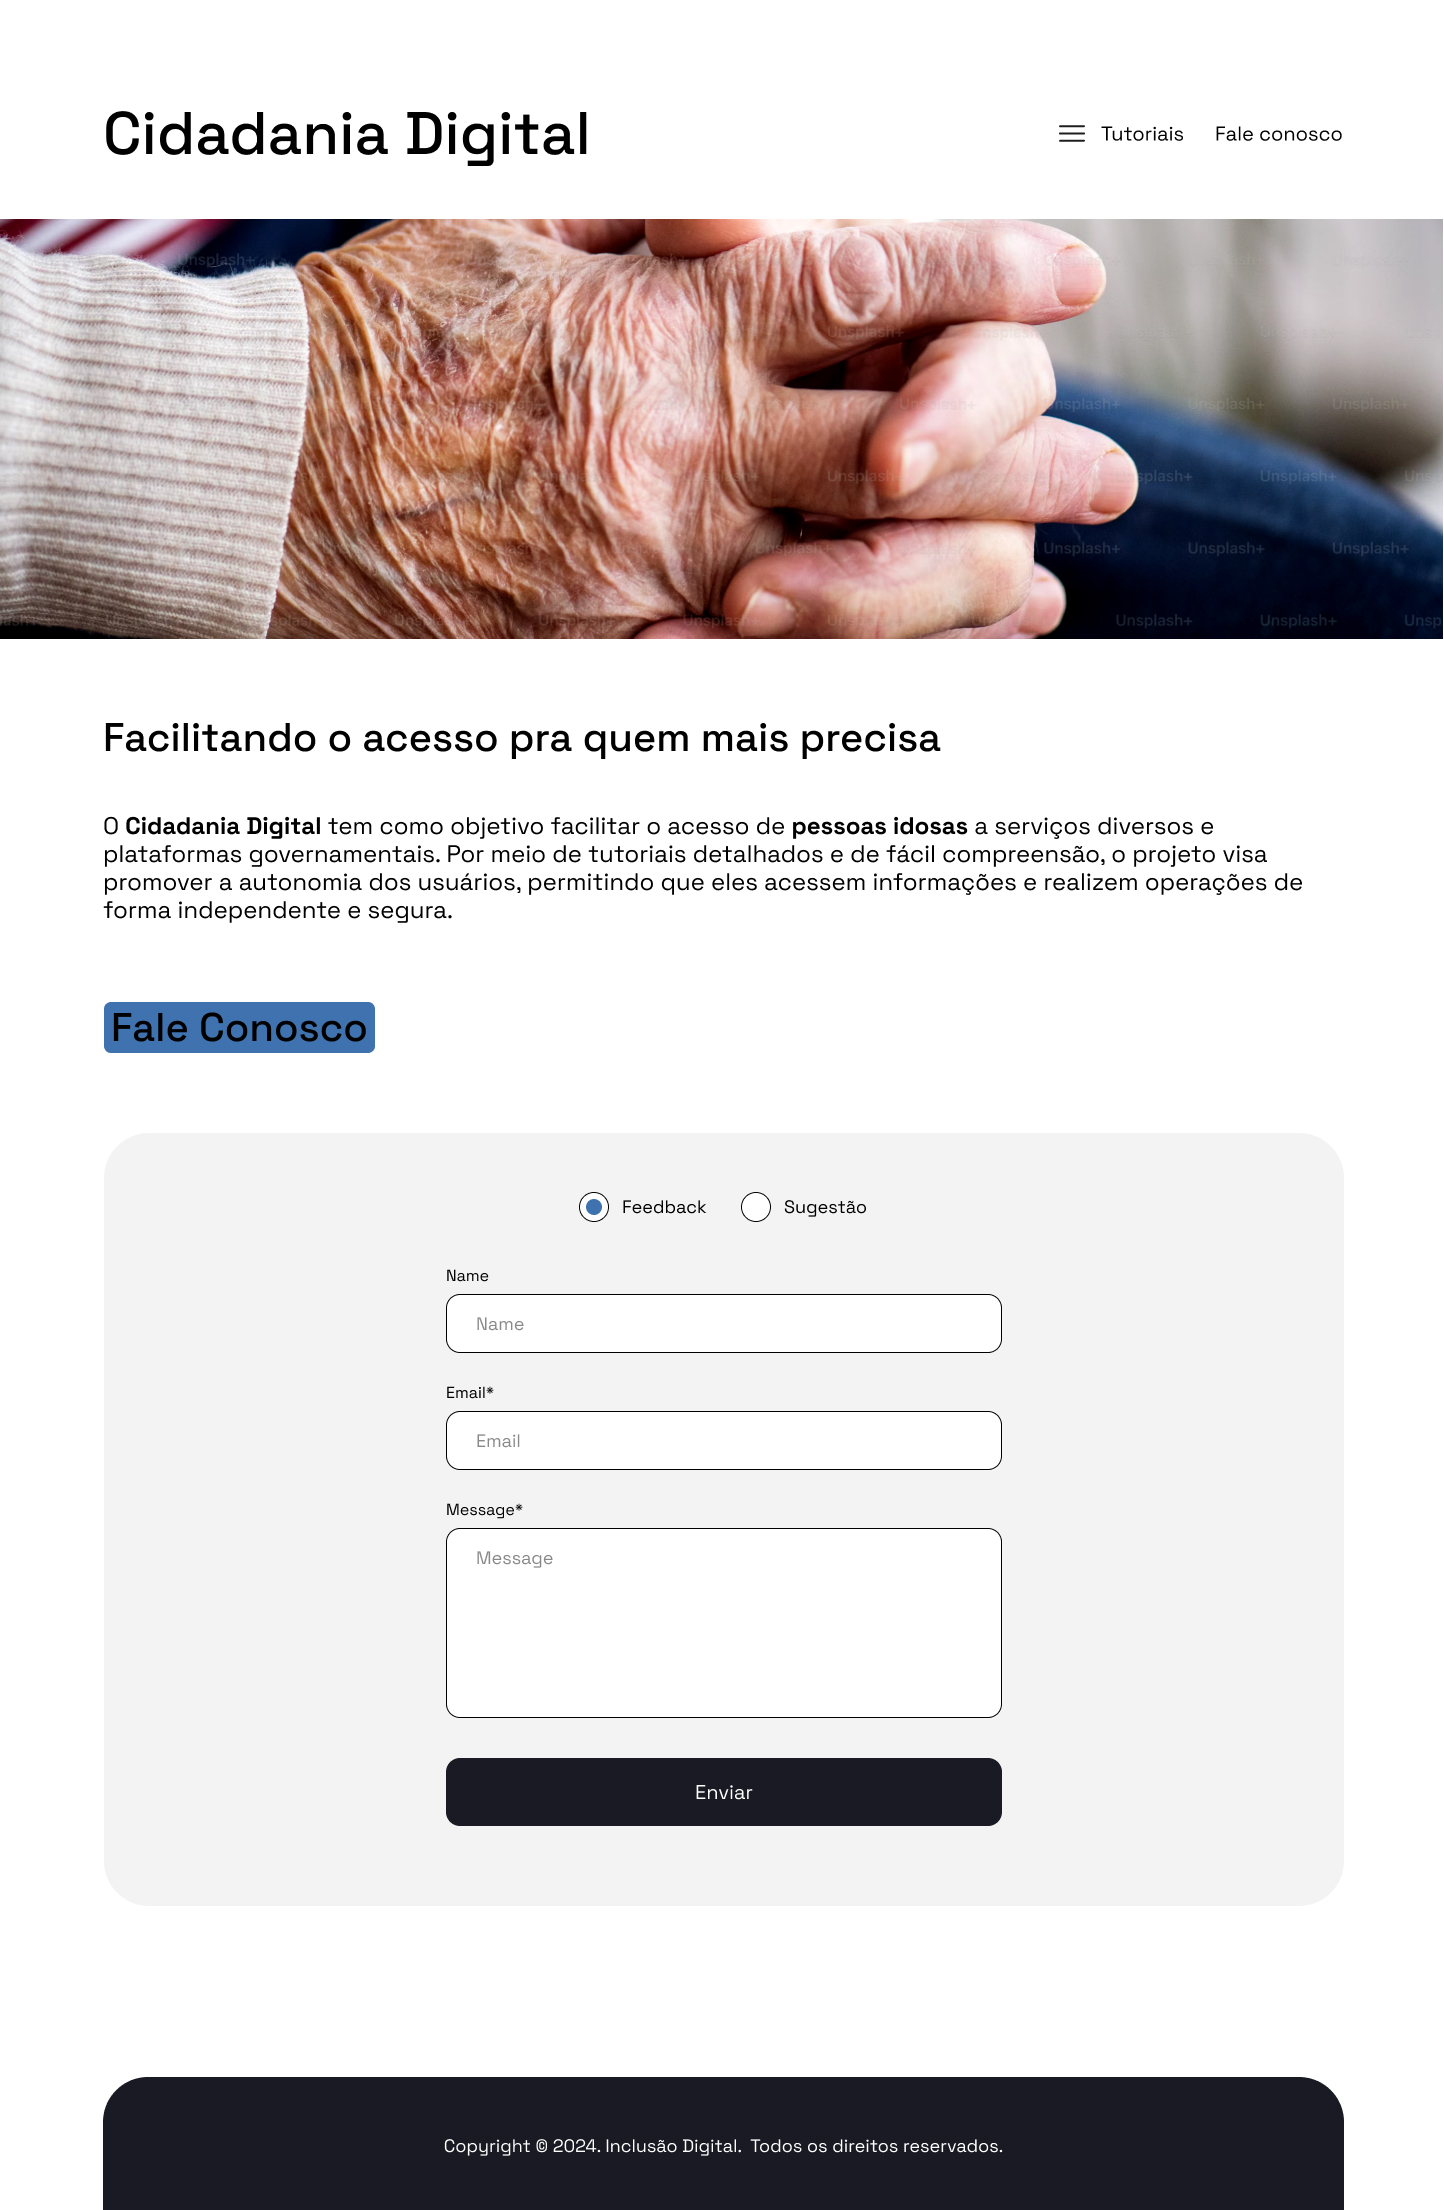 Cidadania Digital
Tutoriais
Fale conosco
Unsplash+
Unsplash+ Unsplash+ Unsplash+
Unsplash+ Unsplash+
Unsplash+ Unsplash+ Unsplash+
Unsplash+ Unsplash+
Facilitando o acesso pra quem mais precisa
O Cidadania Digital tem como objetivo facilitar o acesso de pessoas idosas a serviços diversos e
plataformas governamentais. Por meio de tutoriais detalhados e de fácil compreensão, o projeto visa
promover a autonomia dos usuários, permitindo que eles acessem informações e realizem operações de
forma independente e segura.
Fale Conosco
Feedback
Sugestão
Name
Name
Email*
Email
Message*
Message
Enviar
Copyright © 2024. Inclusão Digital. Todos os direitos reservados.